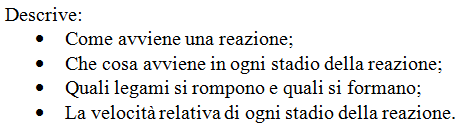 Descrive:
• Come avviene una reazione;
• Che cosa avviene in ogni stadio della reazione;
• Quali legami si rompono e quali si formano;
• La velocità relativa di ogni stadio della reazione.